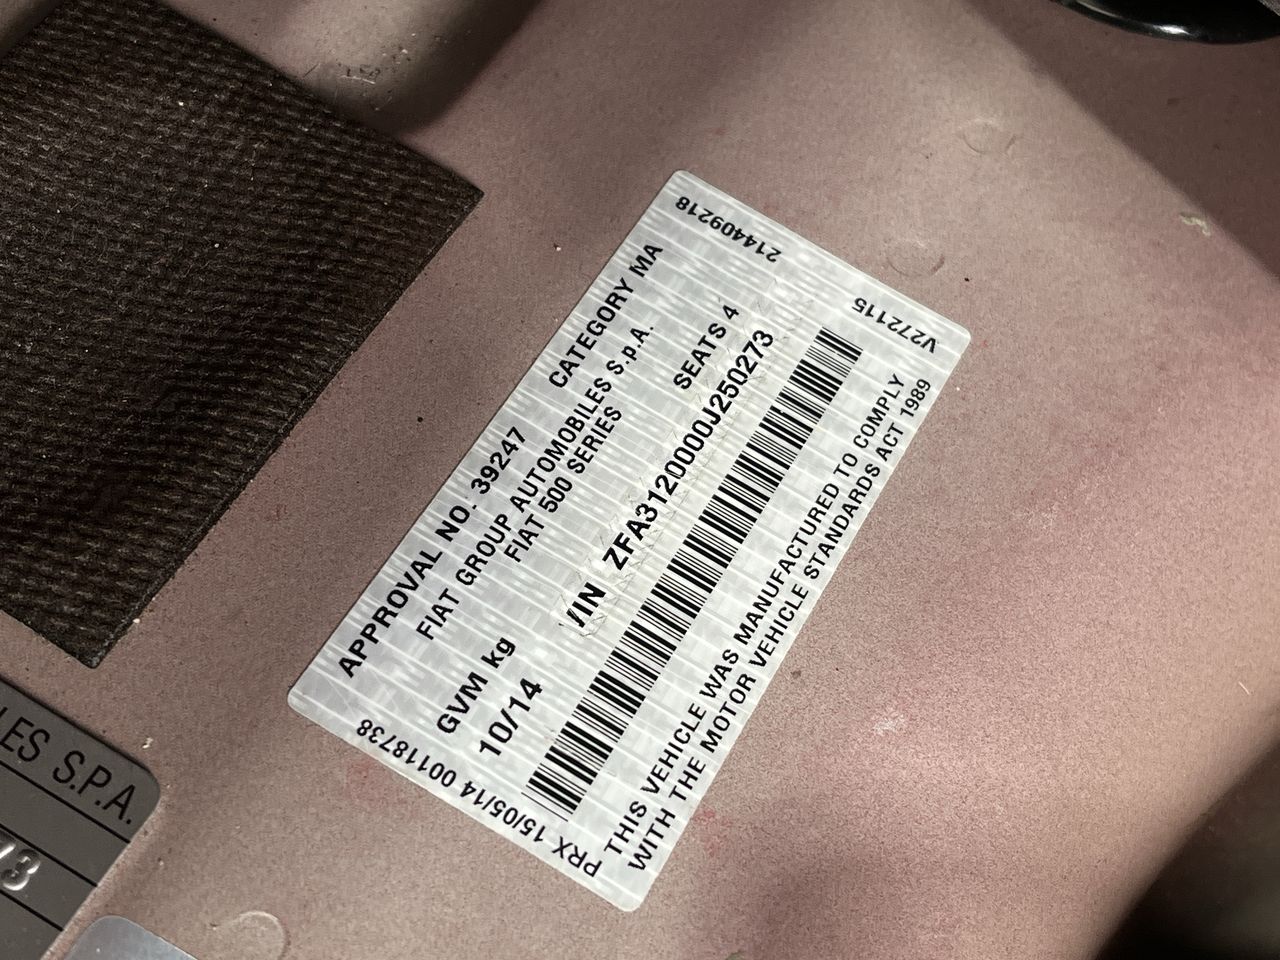 APPROVAL NO. 39247 CATEGORY MA
FIAT GROUP AUTOMOBILES S.p.A.
FIAT 500 SERIES
GVM kg SEATS 4
10/14 VIN ZFA3120000J250273
THIS VEHICLE WAS MANUFACTURED TO COMPLY
WITH THE MOTOR VEHICLE STANDARDS ACT 1989
214409218
V272115
PRX 15/05/14 00118738
LES S.P.A.
73